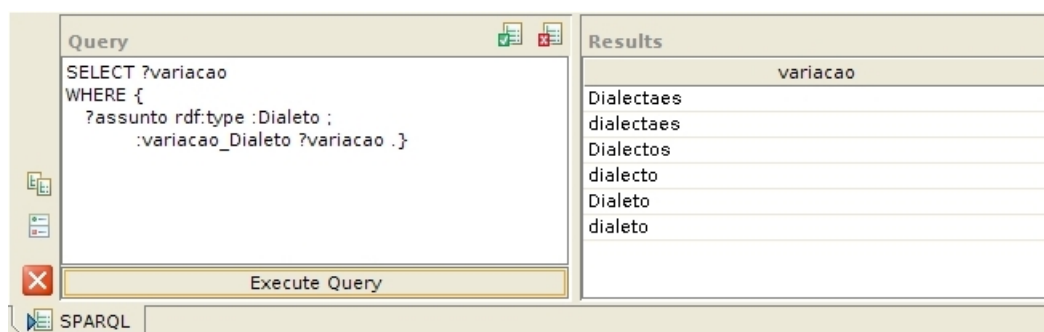 Query
SELECT ?variacao
WHERE {
?assunto rdf:type :Dialeto ;
:variacao_Dialeto ?variacao .}
Execute Query
SPARQL
Results
variacao
Dialectaes
dialectaes
Dialectos
dialecto
Dialeto
dialeto